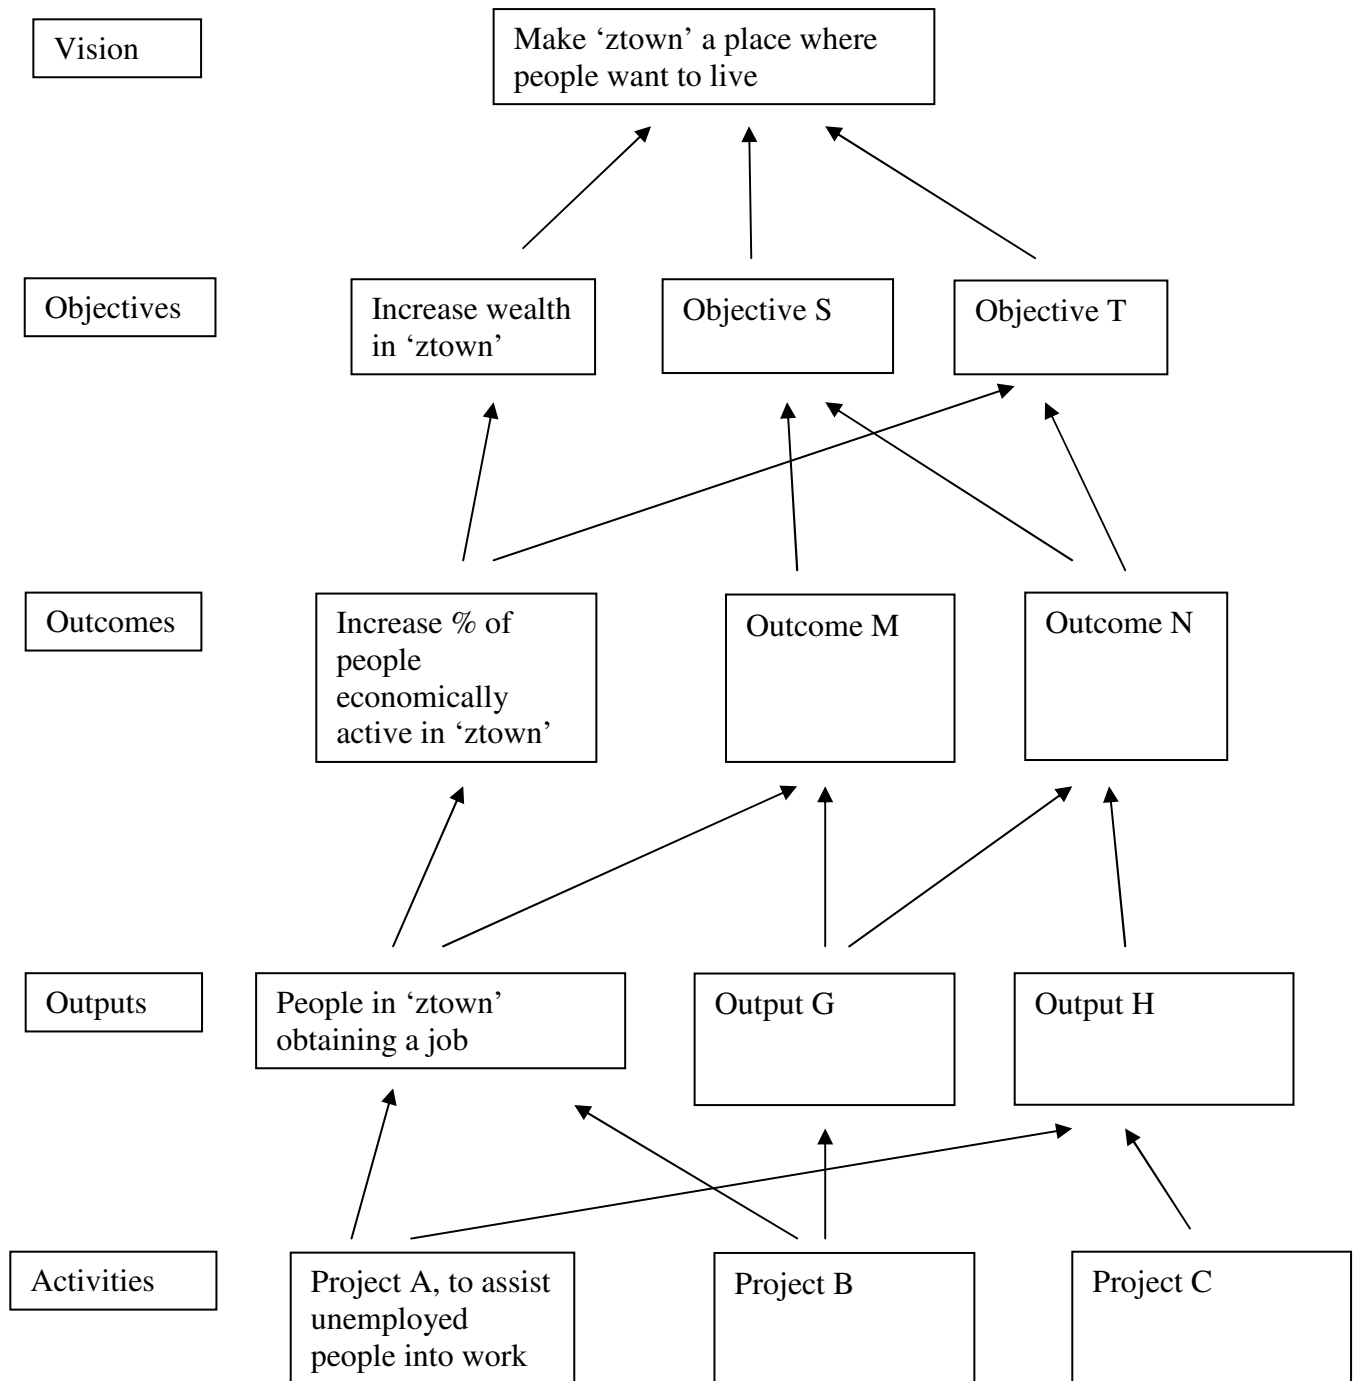 Vision
Make ‘ztown’ a place where
people want to live
Objectives
Increase wealth
in ‘ztown’
Objective S
Objective T
Outcomes
Increase % of
people
economically
active in ‘ztown’
Outcome M
Outcome N
Outputs
People in ‘ztown’
obtaining a job
Output G
Output H
Activities
Project A, to assist
unemployed
people into work
Project B
Project C